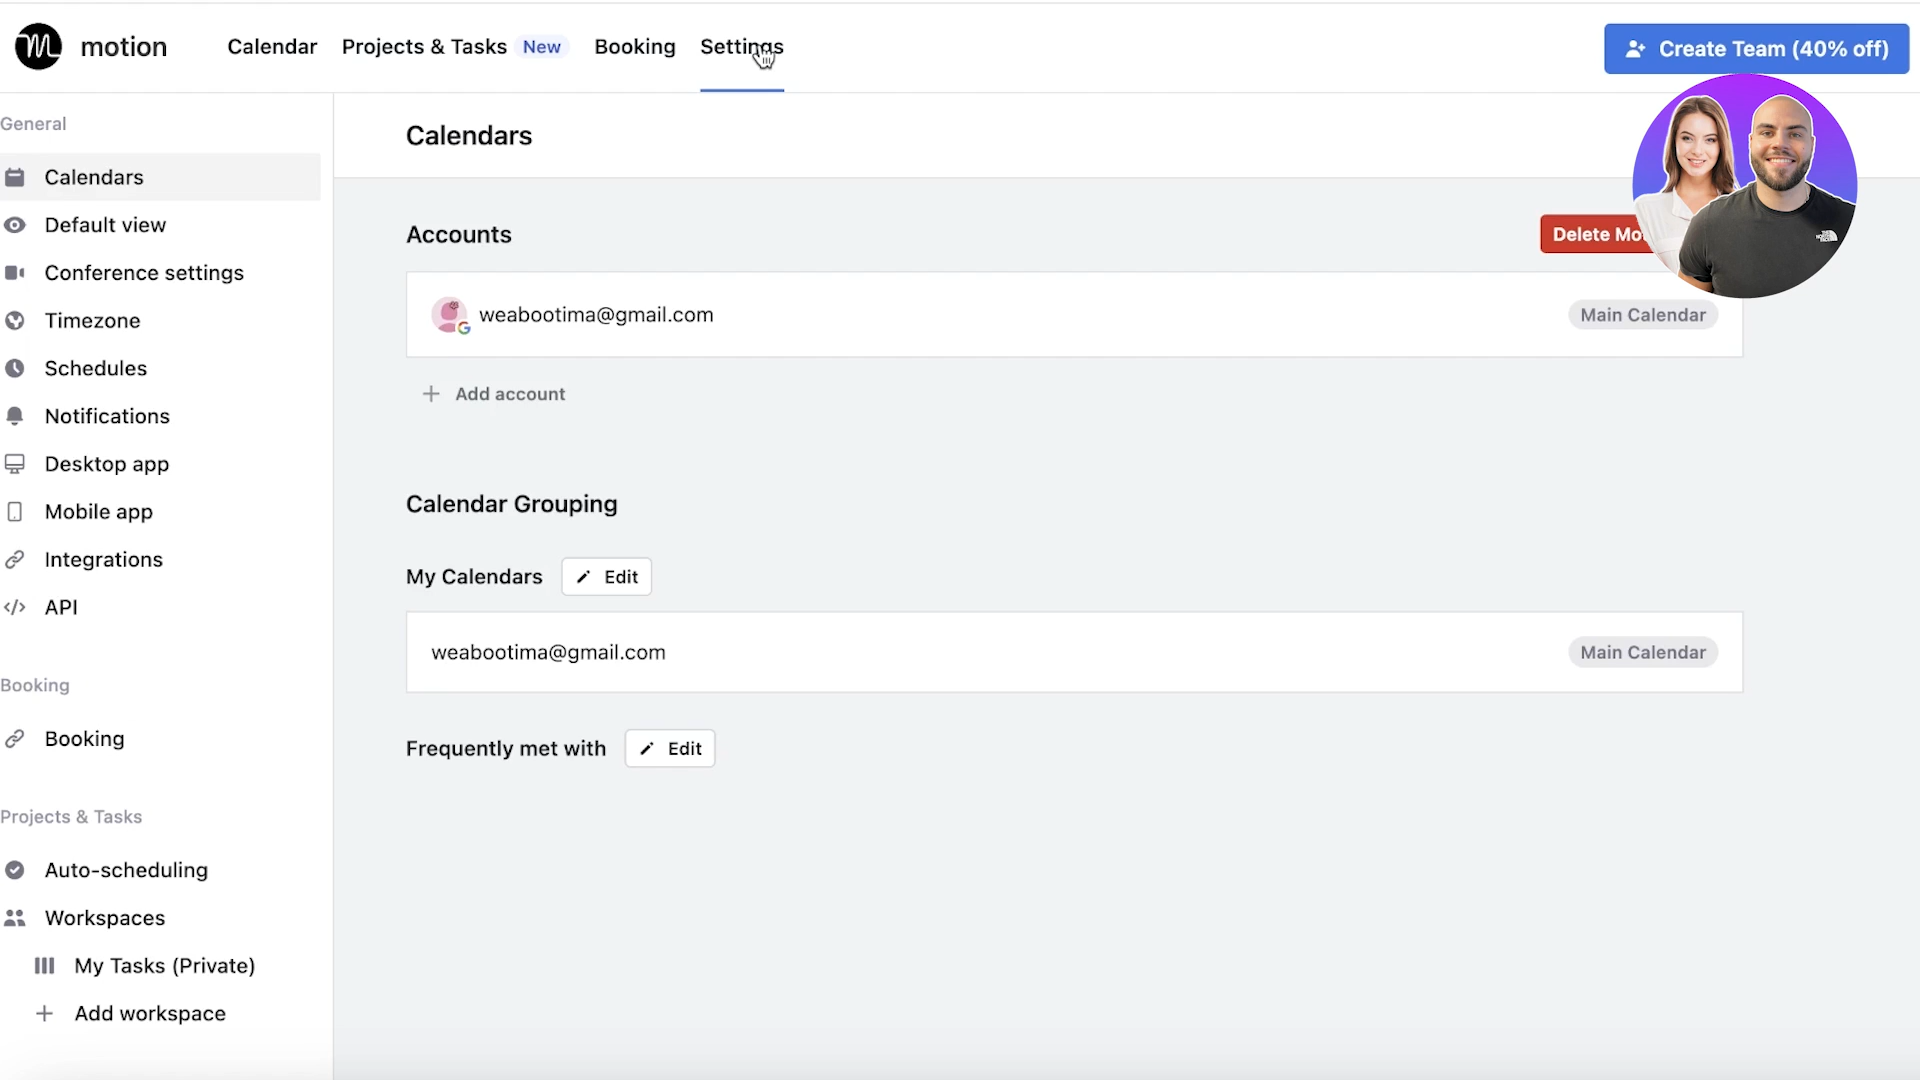 motion
Calendar
Projects & Tasks New
Booking
Settings
Create Team (40% off)
General
Calendars
Default view
Conference settings
Timezone
Schedules
Notifications
Desktop app
Mobile app
Integrations
API
Booking
Booking
Projects & Tasks
Auto-scheduling
Workspaces
My Tasks (Private)
Add workspace
Calendars
Accounts
Delete
weabootima@gmail.com
Main Calendar
Add account
Calendar Grouping
My Calendars
Edit
weabootima@gmail.com
Main Calendar
Frequently met with
Edit